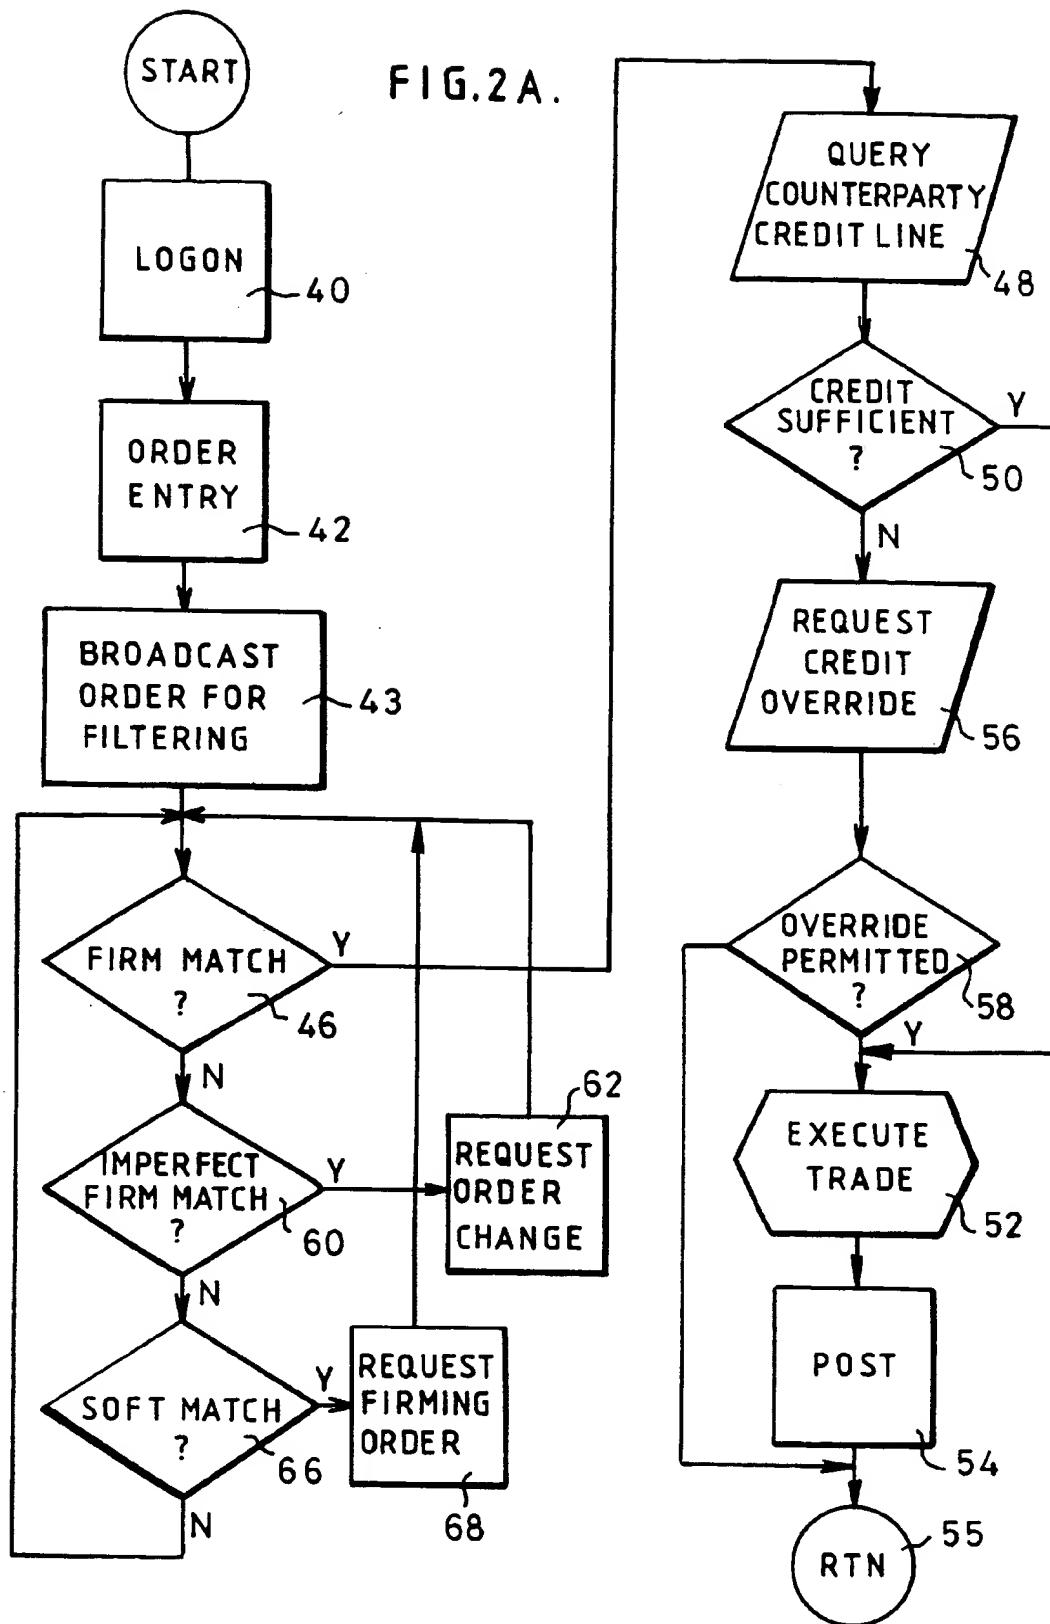 START
FIG.2A.
LOGON
40
ORDER
ENTRY
42
BROADCAST
ORDER FOR
FILTERING
43
FIRM MATCH
?
46
Y
N
IMPERFECT
FIRM MATCH
?
60
Y
N
62
REQUEST
ORDER
CHANGE
SOFT MATCH
?
66
Y
N
REQUEST
FIRMING
ORDER
68
QUERY
COUNTERPARTY
CREDIT LINE
48
CREDIT
SUFFICIENT
?
50
Y
N
REQUEST
CREDIT
OVERRIDE
56
OVERRIDE
PERMITTED
?
58
Y
EXECUTE
TRADE
52
POST
54
RTN
55